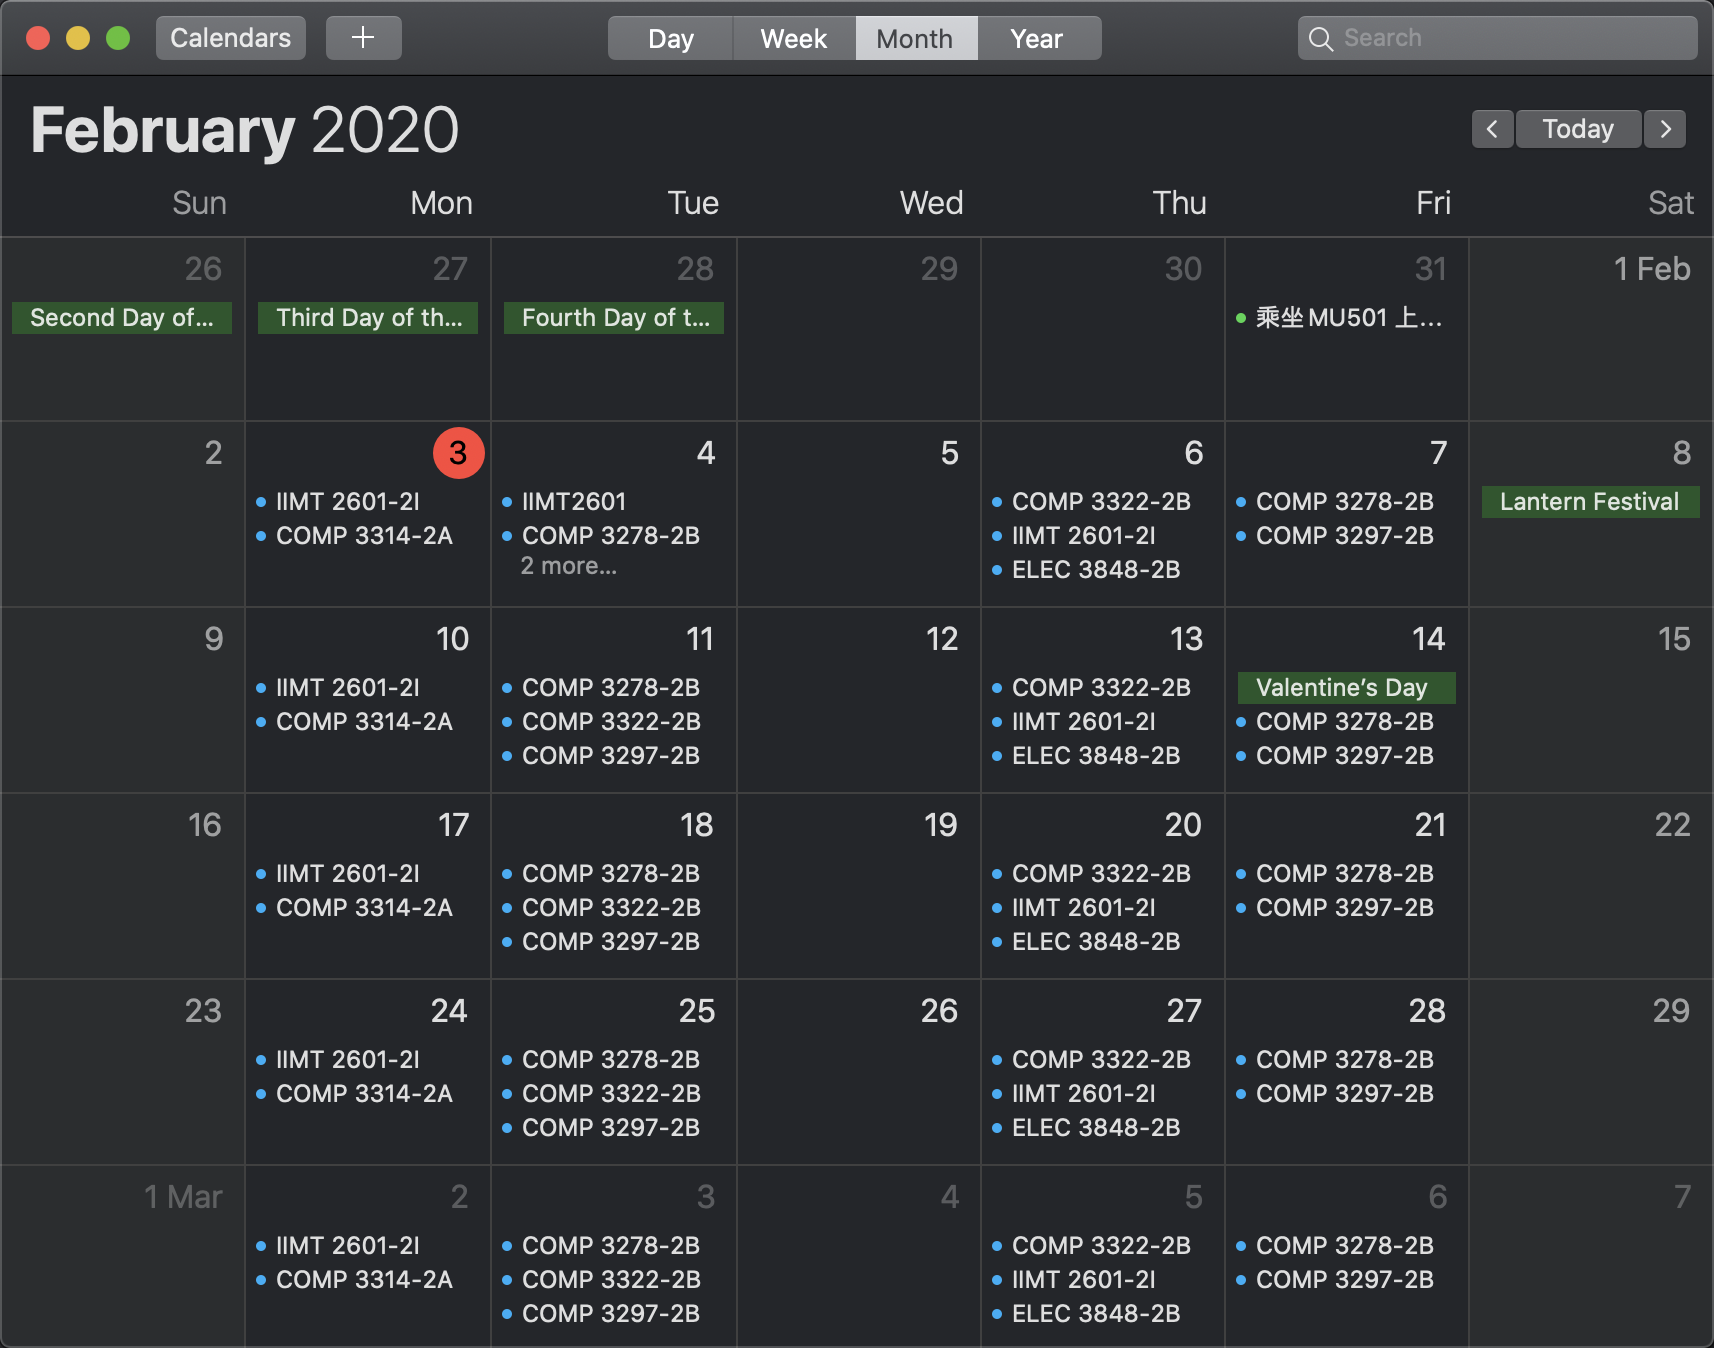 Calendars + Day Week Month Year Search
February 2020
Today
Sun Mon Tue Wed Thu Fri Sat
26 27 28 29 30 31 1 Feb
Second Day of... Third Day of th... Fourth Day of t... 乘坐MU501 上...
2 3 4 5 6 7 8
IIMT 2601-2I IIMT2601 COMP 3322-2B COMP 3278-2B Lantern Festival
COMP 3314-2A COMP 3278-2B IIMT 2601-2I COMP 3297-2B
2 more... ELEC 3848-2B
9 10 11 12 13 14 15
IIMT 2601-2I COMP 3278-2B COMP 3322-2B Valentine’s Day
COMP 3314-2A COMP 3322-2B IIMT 2601-2I COMP 3278-2B
COMP 3297-2B ELEC 3848-2B COMP 3297-2B
16 17 18 19 20 21 22
IIMT 2601-2I COMP 3278-2B COMP 3322-2B COMP 3278-2B
COMP 3314-2A COMP 3322-2B IIMT 2601-2I COMP 3297-2B
COMP 3297-2B ELEC 3848-2B
23 24 25 26 27 28 29
IIMT 2601-2I COMP 3278-2B COMP 3322-2B COMP 3278-2B
COMP 3314-2A COMP 3322-2B IIMT 2601-2I COMP 3297-2B
COMP 3297-2B ELEC 3848-2B
1 Mar 2 3 4 5 6 7
IIMT 2601-2I COMP 3278-2B COMP 3322-2B COMP 3278-2B
COMP 3314-2A COMP 3322-2B IIMT 2601-2I COMP 3297-2B
COMP 3297-2B ELEC 3848-2B